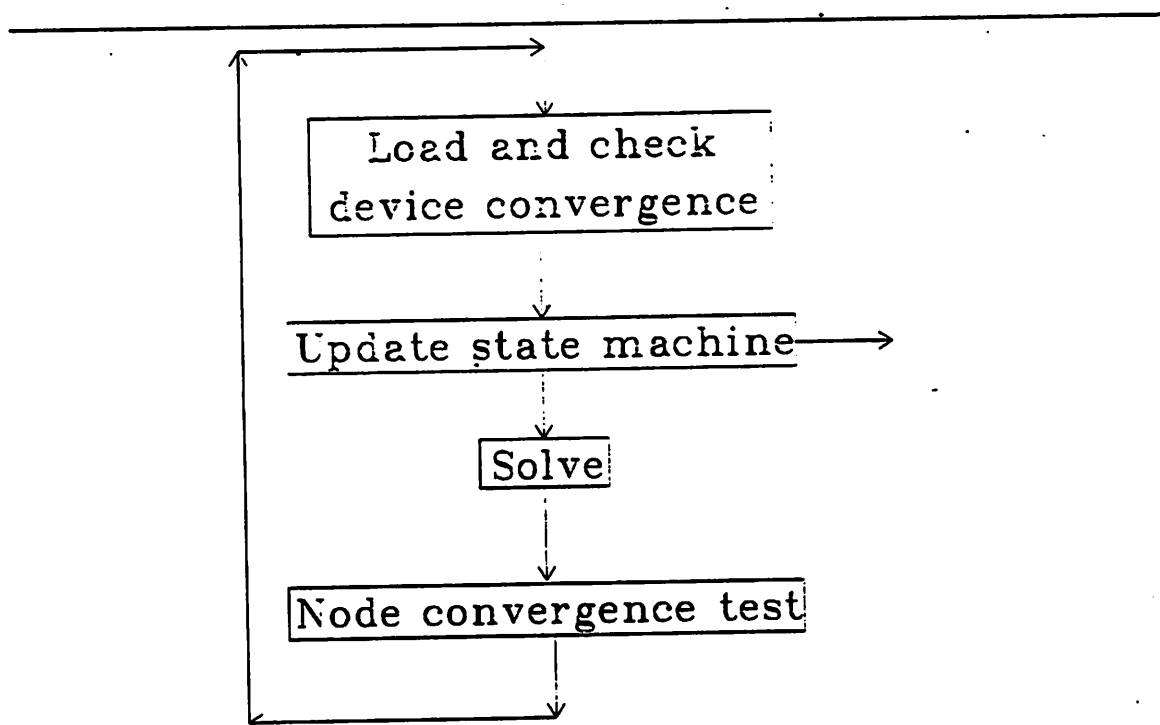 Load and check
device convergence
Update state machine
Solve
Node convergence test